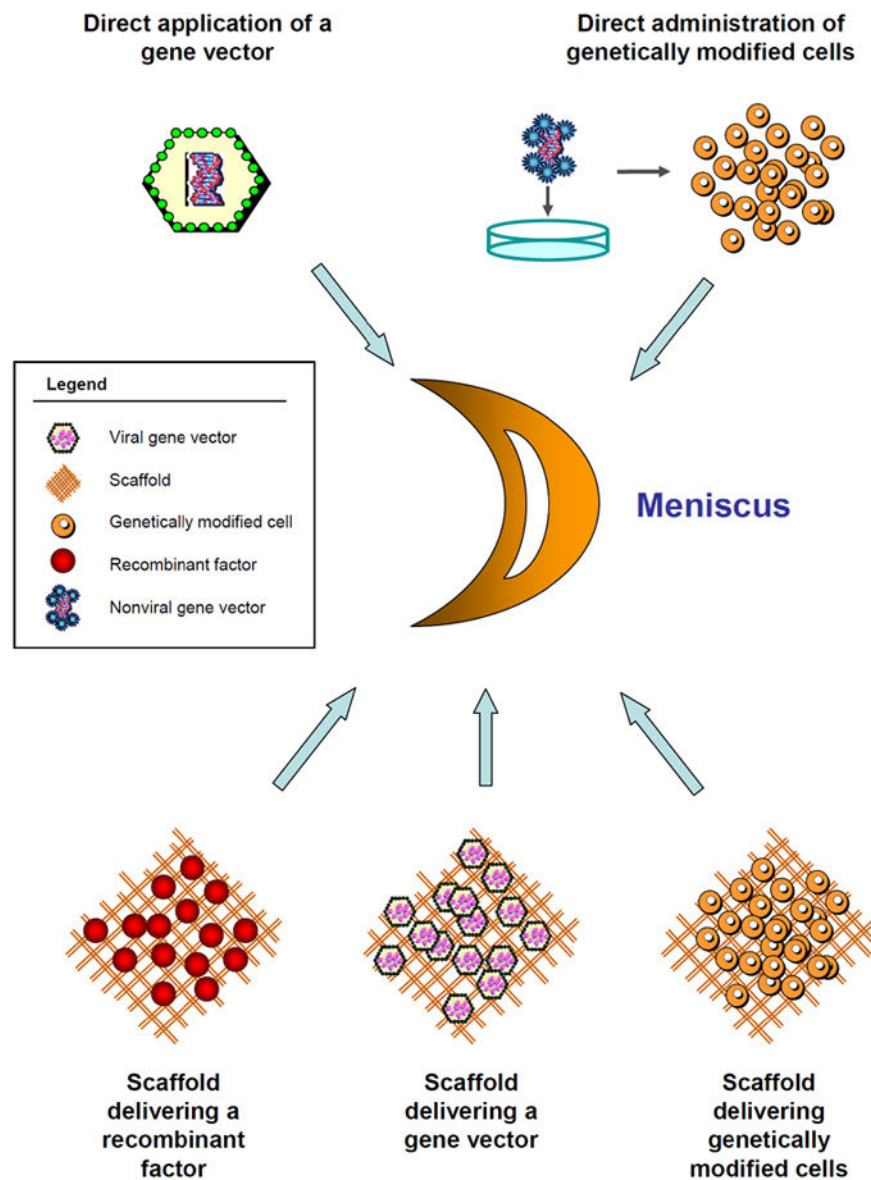 Direct application of a
gene vector
Direct administration of
genetically modified cells
Legend
Viral gene vector
Scaffold
Genetically modified cell
Recombinant factor
Nonviral gene vector
Meniscus
Scaffold
delivering a
recombinant
factor
Scaffold
delivering a
gene vector
Scaffold
delivering
genetically
modified cells